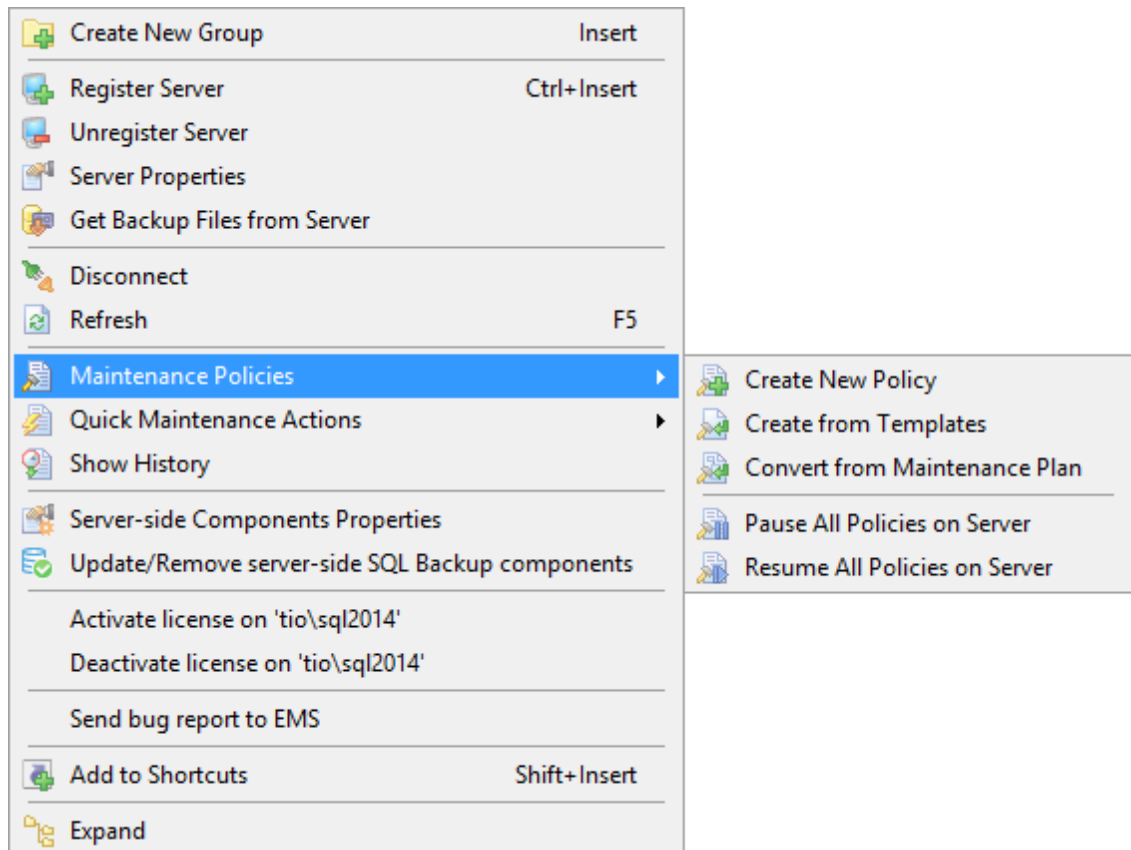 Create New Group Insert
Register Server Ctrl+Insert
Unregister Server
Server Properties
Get Backup Files from Server
Disconnect
Refresh F5
Maintenance Policies
Quick Maintenance Actions
Show History
Server-side Components Properties
Update/Remove server-side SQL Backup components
Activate license on 'tio\sql2014'
Deactivate license on 'tio\sql2014'
Send bug report to EMS
Add to Shortcuts Shift+Insert
Expand
Create New Policy
Create from Templates
Convert from Maintenance Plan
Pause All Policies on Server
Resume All Policies on Server